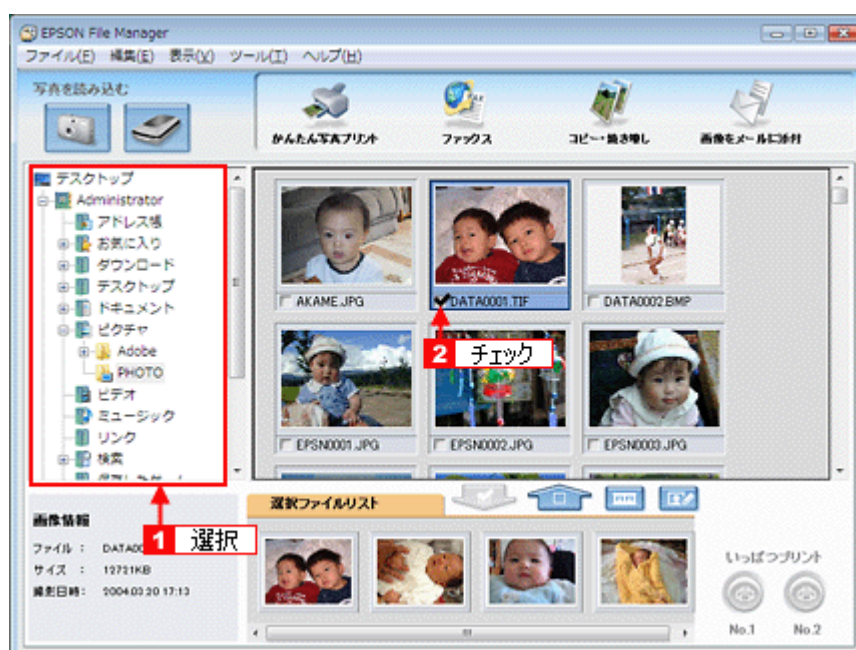 EPSON File Manager
ファイル(F) 編集(E) 表示(V) ツール(T) ヘルプ(H)
写真を読み込む
かんたん写真プリント ファックス コピー・焼き増し 画像をメールに添付
デスクトップ
Administrator
アドレス帳
お気に入り
ダウンロード
デスクトップ
ドキュメント
ピクチャ
Adobe
PHOTO
ビデオ
ミュージック
リンク
検索
AKAME.JPG DATA0001.TIF DATA0002.BMP
2 チェック
EPSN0001.JPG EPSN0002.JPG EPSN0003.JPG
1 選択
選択ファイルリスト
画像情報
ファイル : DATA00
サイズ : 12721KB
撮影日時: 2004.03.20 17:13
いっぱつプリント
No.1 No.2